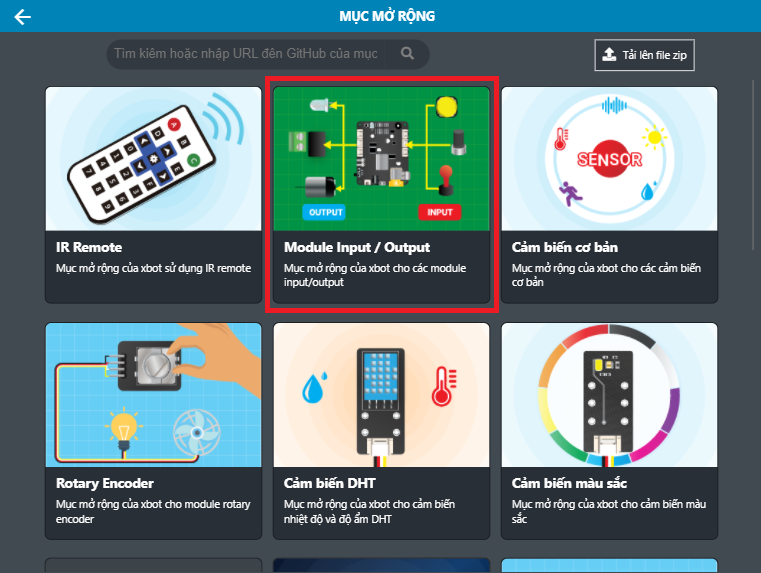 MỤC MỞ RỘNG
Tìm kiếm hoặc nhập URL đến GitHub của mục
Tải lên file zip
OUTPUT
INPUT
SENSOR
IR Remote
Mục mở rộng của xbot sử dụng IR remote
Module Input / Output
Mục mở rộng của xbot cho các module
input/output
Cảm biến cơ bản
Mục mở rộng của xbot cho các cảm biến
cơ bản
Rotary Encoder
Mục mở rộng của xbot cho module rotary
encoder
Cảm biến DHT
Mục mở rộng của xbot cho cảm biến
nhiệt độ và độ ẩm DHT
Cảm biến màu sắc
Mục mở rộng của xbot cho cảm biến màu
sắc